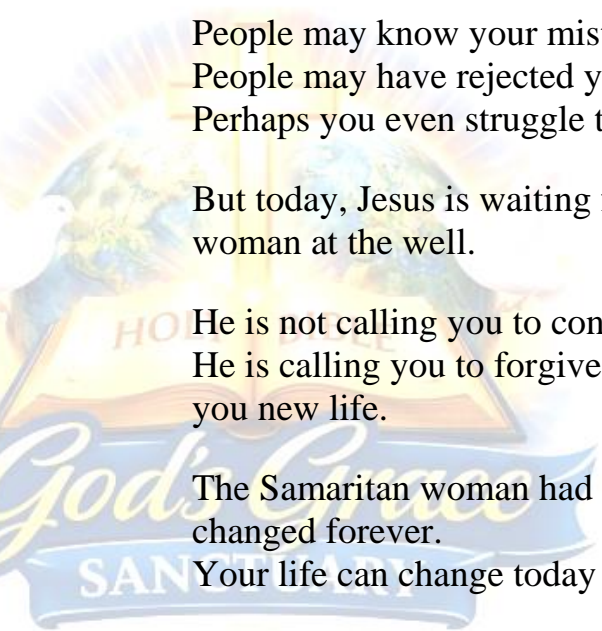 People may know your mis
People may have rejected y
Perhaps you even struggle t
But today, Jesus is waiting
woman at the well.
He is not calling you to con
He is calling you to forgive
you new life.
The Samaritan woman had
changed forever.
Your life can change today
HOLY BIBLE
God's Grace
SANCTUARY